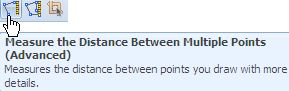 Measure the Distance Between Multiple Points
(Advanced)
Measures the distance between points you draw with more
details.